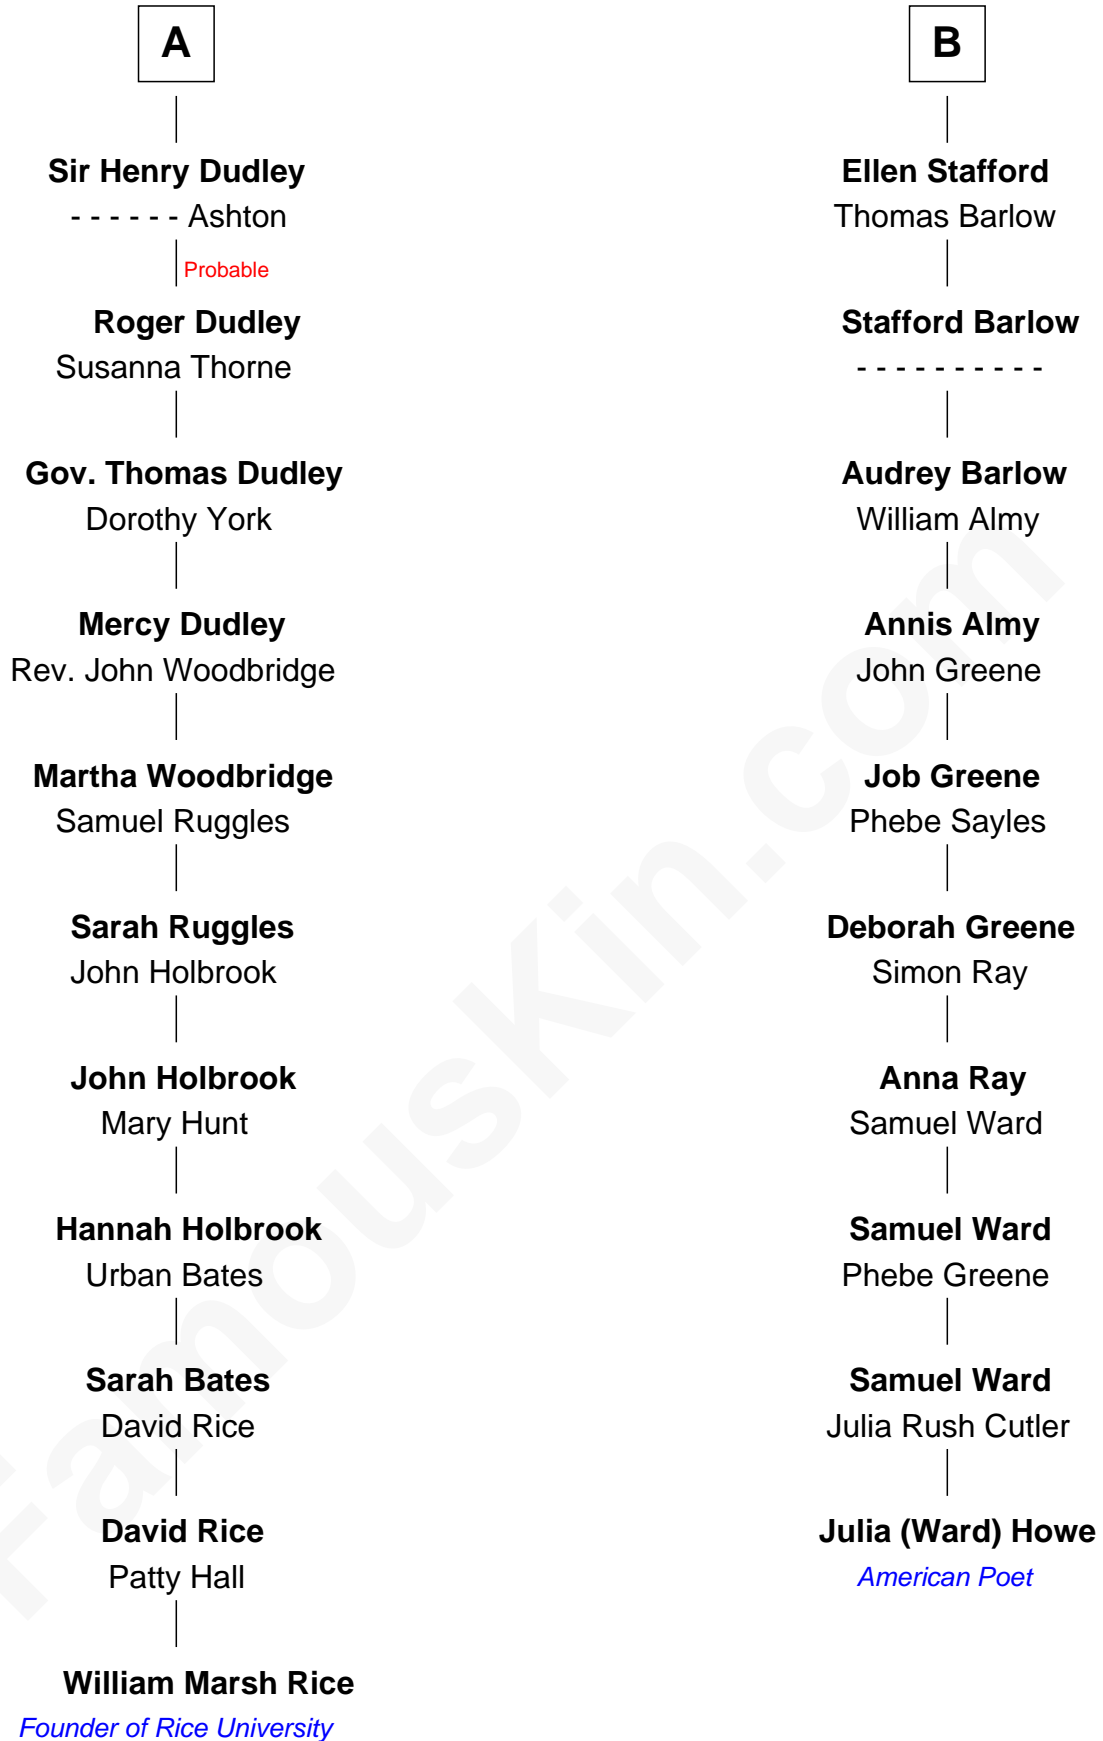 A
Sir Henry Dudley
- - - - - - Ashton
Probable
Roger Dudley
Susanna Thorne
Gov. Thomas Dudley
Dorothy York
Mercy Dudley
Rev. John Woodbridge
Martha Woodbridge
Samuel Ruggles
Sarah Ruggles
John Holbrook
John Holbrook
Mary Hunt
Hannah Holbrook
Urban Bates
Sarah Bates
David Rice
David Rice
Patty Hall
William Marsh Rice
Founder of Rice University
B
Ellen Stafford
Thomas Barlow
Stafford Barlow
- - - - - - - - - -
Audrey Barlow
William Almy
Annis Almy
John Greene
Job Greene
Phebe Sayles
Deborah Greene
Simon Ray
Anna Ray
Samuel Ward
Samuel Ward
Phebe Greene
Samuel Ward
Julia Rush Cutler
Julia (Ward) Howe
American Poet
FamousKin.com